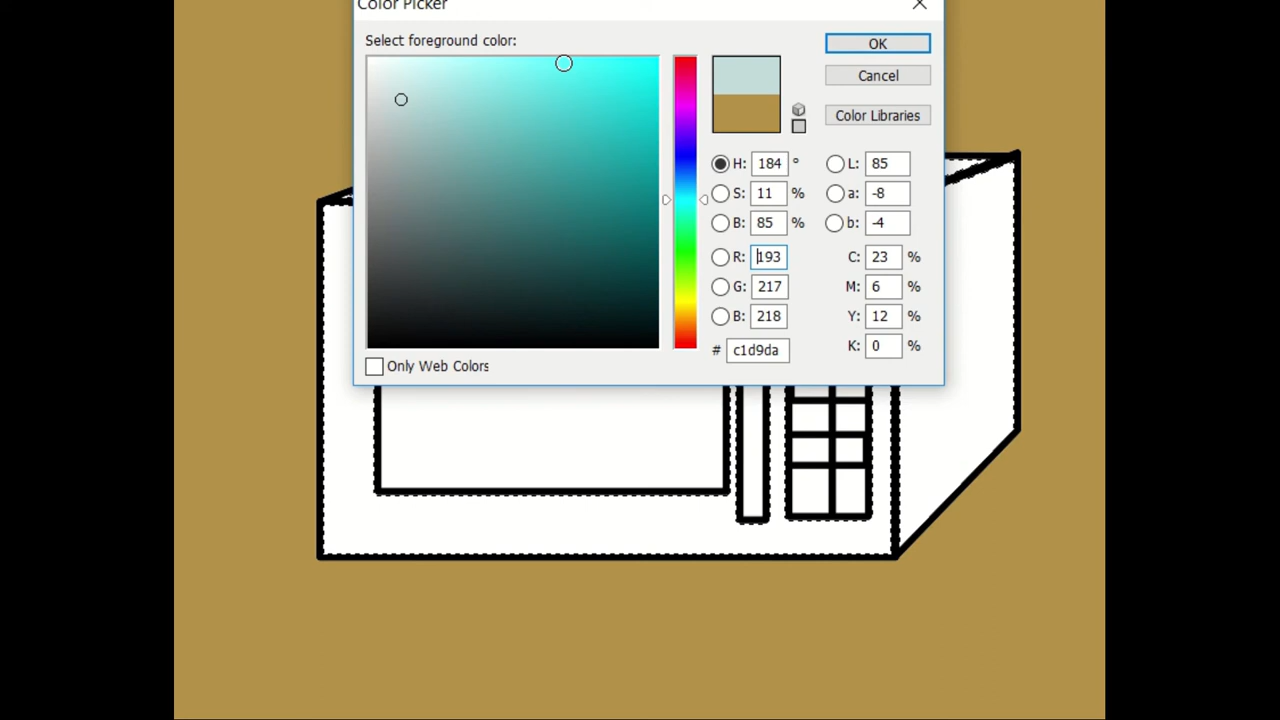 Color Picker
Select foreground color:
OK
Cancel
Color Libraries
H: 184 °
L: 85
S: 11 %
a: -8
B: 85 %
b: -4
R: 193
C: 23 %
G: 217
M: 6 %
B: 218
Y: 12 %
# c1d9da
K: 0 %
Only Web Colors